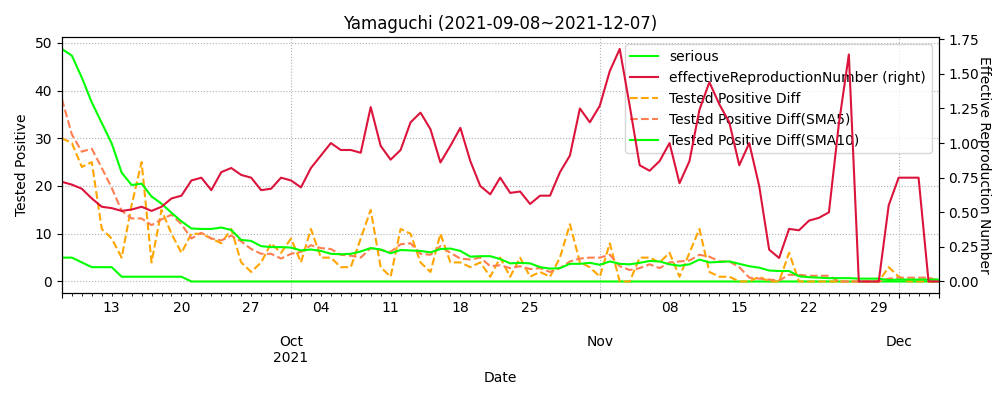 Yamaguchi (2021-09-08~2021-12-07)
50
40
30
20
10
0
Tested Positive
1.75
1.50
1.25
1.00
0.75
0.50
0.25
0.00
Effective Reproduction Number
serious
effectiveReproductionNumber (right)
Tested Positive Diff
Tested Positive Diff(SMA5)
Tested Positive Diff(SMA10)
13 20 27 04 11 18 25 08 15 22 29
Oct Nov Dec
2021
Date